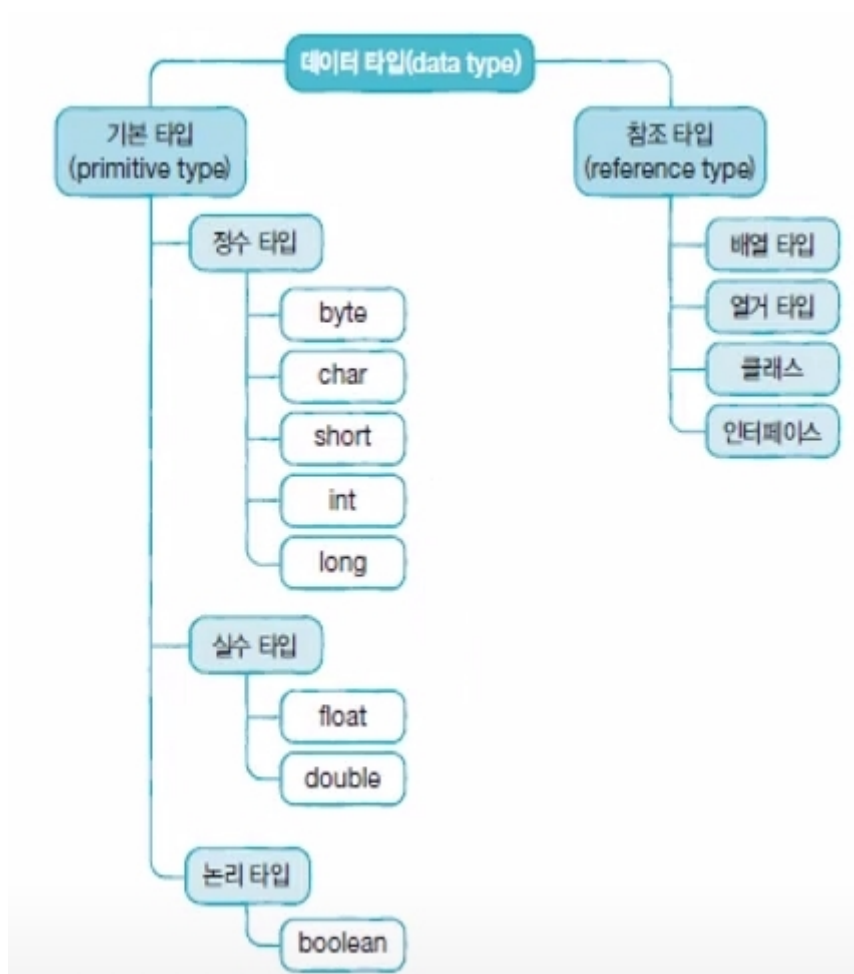 데이터 타입(data type)
기본 타입
(primitive type)
정수 타입
byte
char
short
int
long
실수 타입
float
double
논리 타입
boolean
참조 타입
(reference type)
배열 타입
열거 타입
클래스
인터페이스